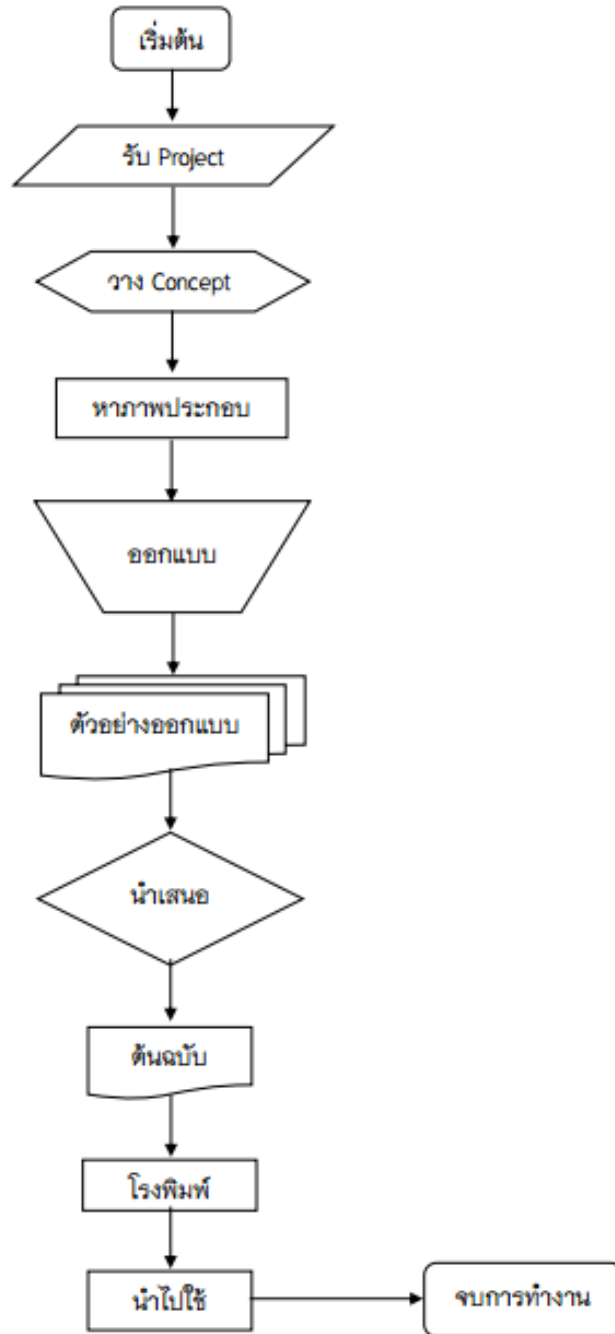 เริ่มต้น
รับ Project
วาง Concept
หาภาพประกอบ
ออกแบบ
ตัวอย่างออกแบบ
นำเสนอ
ต้นฉบับ
โรงพิมพ์
นำไปใช้
จบการทำงาน